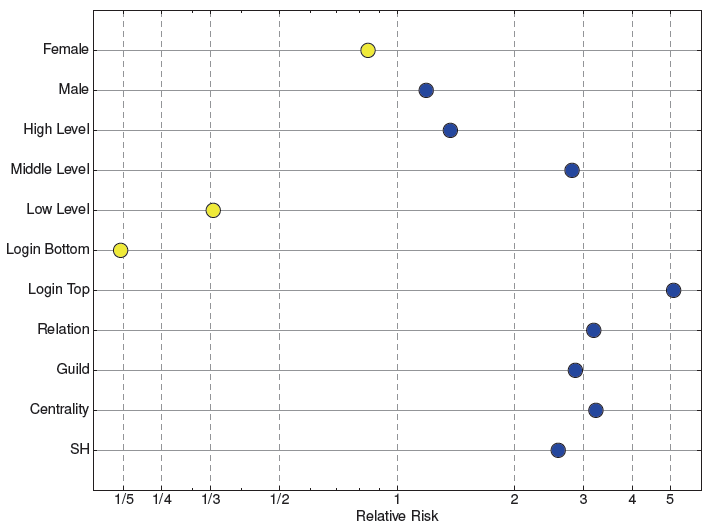 Female
Male
High Level
Middle Level
Low Level
Login Bottom
Login Top
Relation
Guild
Centrality
SH
1/5 1/4 1/3 1/2 1 2 3 4 5
Relative Risk